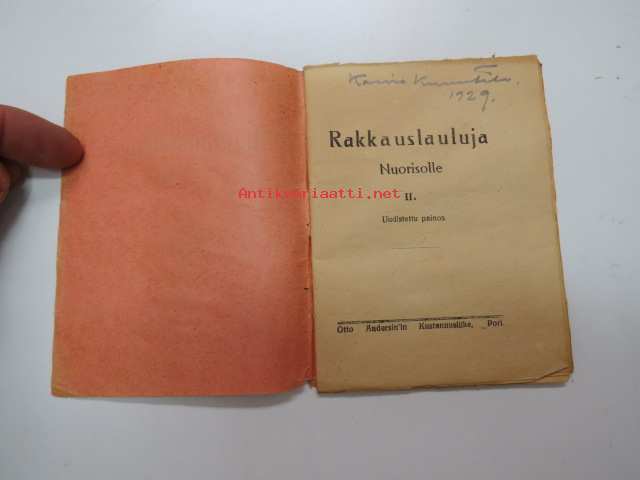 1929.
Rakkauslauluja
Nuorisolle
II.
Antikvariaatti.net
Uudistettu painos
Otto Andersin'in Kustannusliike, Pori.